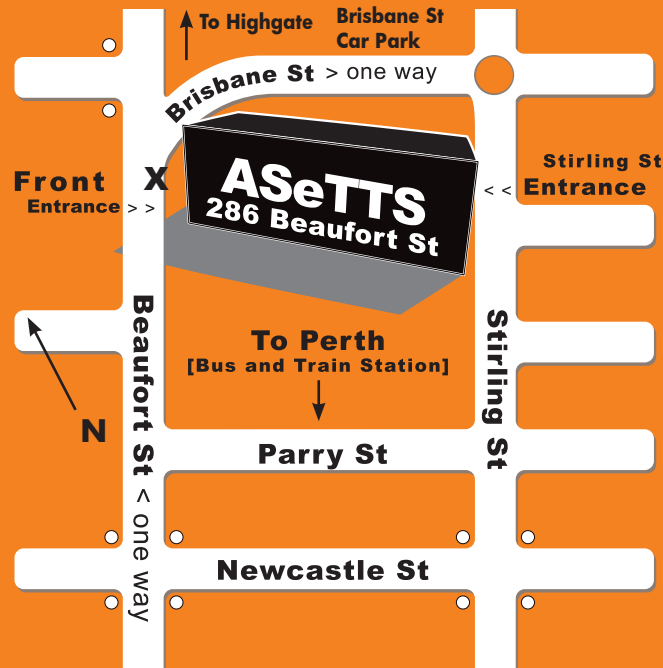 To Highgate
Brisbane St
Car Park
Brisbane St > one way
Stirling St
< < Entrance
Front
Entrance > >
X
ASeTTS
286 Beaufort St
To Perth
[Bus and Train Station]
N
Beaufort St < one way
Stirling St
Parry St
Newcastle St